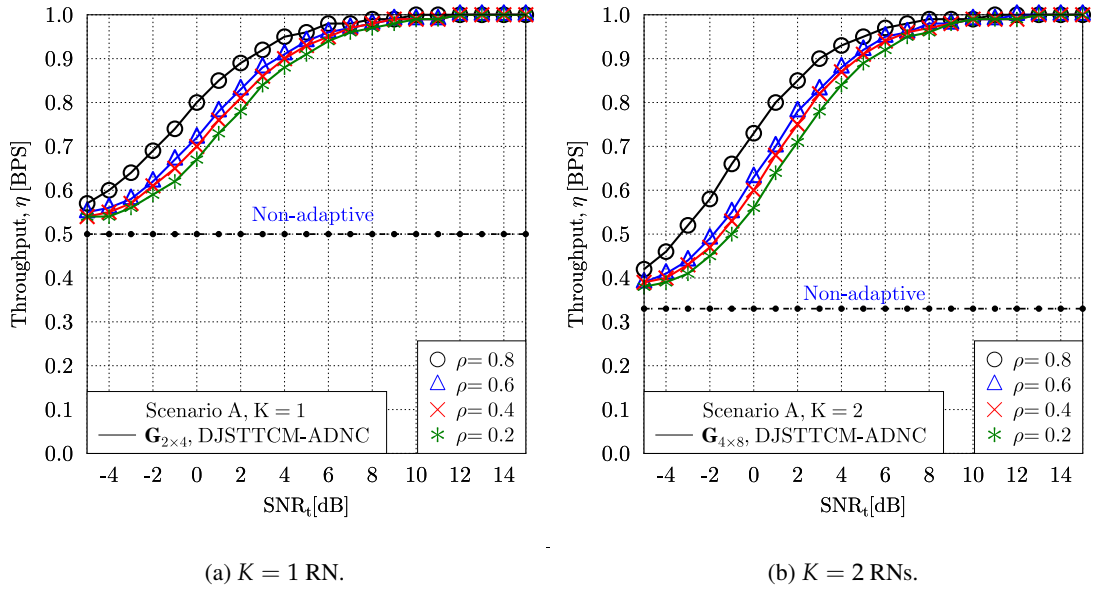 1.0
0.9
0.8
0.7
0.6
0.5
0.4
0.3
0.2
0.1
0.0
Throughput, η [BPS]
Non-adaptive
ρ= 0.8
ρ= 0.6
ρ= 0.4
ρ= 0.2
Scenario A, K = 1
G2×4, DJSTTCM-ADNC
-4 -2 0 2 4 6 8 10 12 14
SNRt[dB]
(a) K = 1 RN.
1.0
0.9
0.8
0.7
0.6
0.5
0.4
0.3
0.2
0.1
0.0
Throughput, η [BPS]
Non-adaptive
ρ= 0.8
ρ= 0.6
ρ= 0.4
ρ= 0.2
Scenario A, K = 2
G4×8, DJSTTCM-ADNC
-4 -2 0 2 4 6 8 10 12 14
SNRt[dB]
(b) K = 2 RNs.